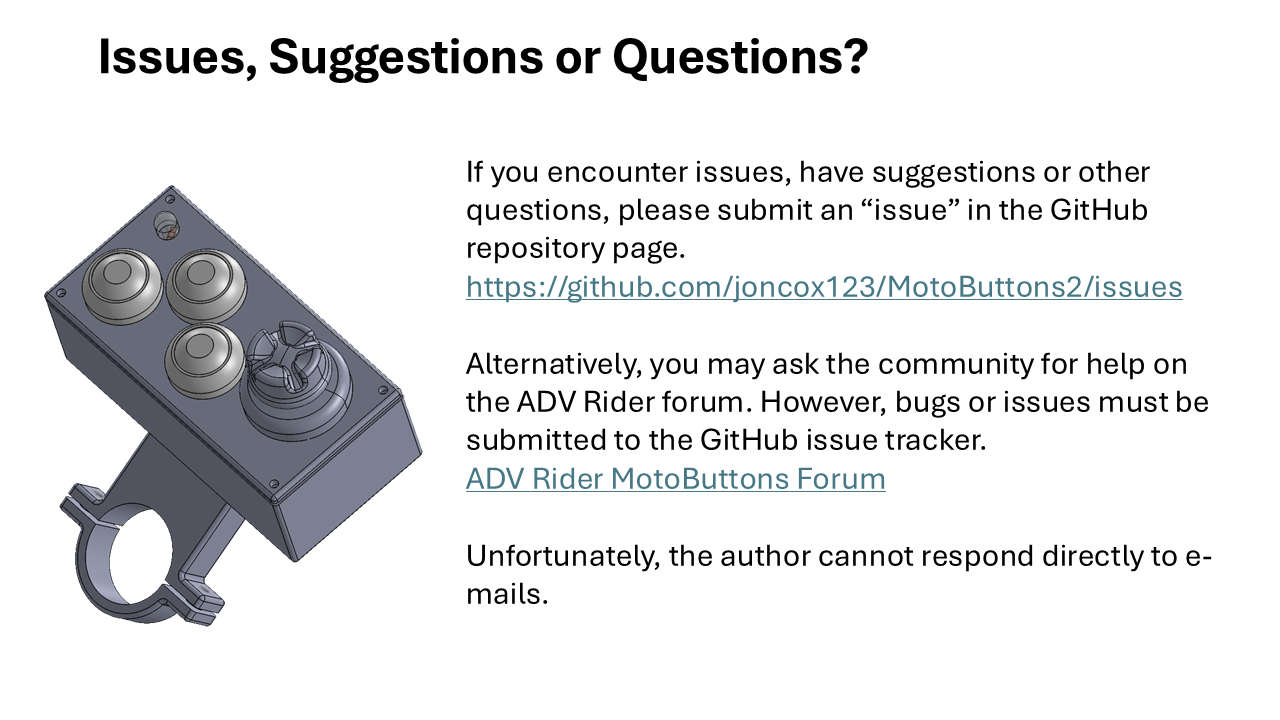 Issues, Suggestions or Questions?
If you encounter issues, have suggestions or other
questions, please submit an “issue” in the GitHub
repository page.
https://github.com/joncox123/MotoButtons2/issues
Alternatively, you may ask the community for help on
the ADV Rider forum. However, bugs or issues must be
submitted to the GitHub issue tracker.
ADV Rider MotoButtons Forum
Unfortunately, the author cannot respond directly to e-
mails.